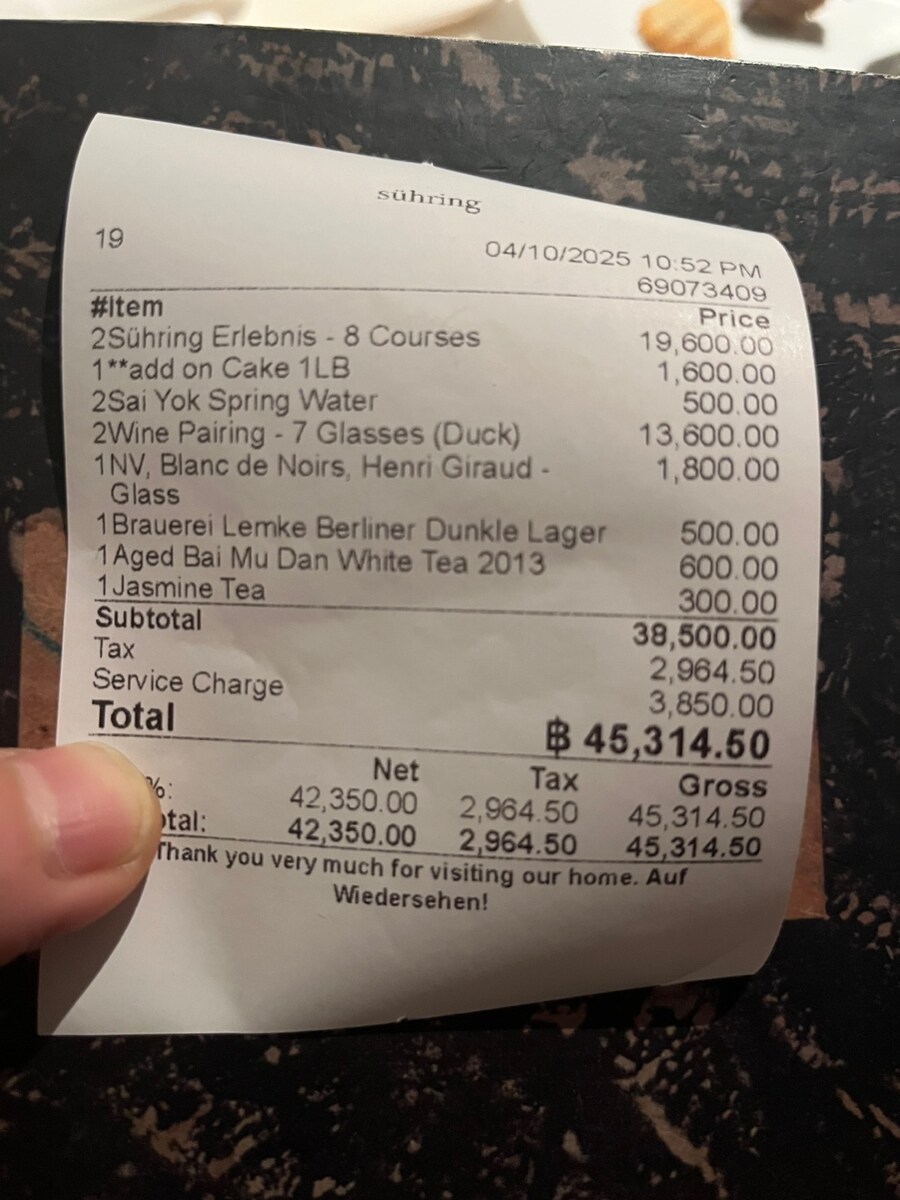 sühring
19
04/10/2025 10:52 PM
69073409
#Item Price
2Sühring Erlebnis - 8 Courses 19,600.00
1**add on Cake 1LB 1,600.00
2Sai Yok Spring Water 500.00
2Wine Pairing - 7 Glasses (Duck) 13,600.00
1NV, Blanc de Noirs, Henri Giraud - 1,800.00
Glass
1Brauerei Lemke Berliner Dunkle Lager 500.00
1Aged Bai Mu Dan White Tea 2013 600.00
1Jasmine Tea 300.00
Subtotal 38,500.00
Tax 2,964.50
Service Charge 3,850.00
Total ฿ 45,314.50
Net Tax Gross
%: 42,350.00 2,964.50 45,314.50
otal: 42,350.00 2,964.50 45,314.50
Thank you very much for visiting our home. Auf
Wiedersehen!